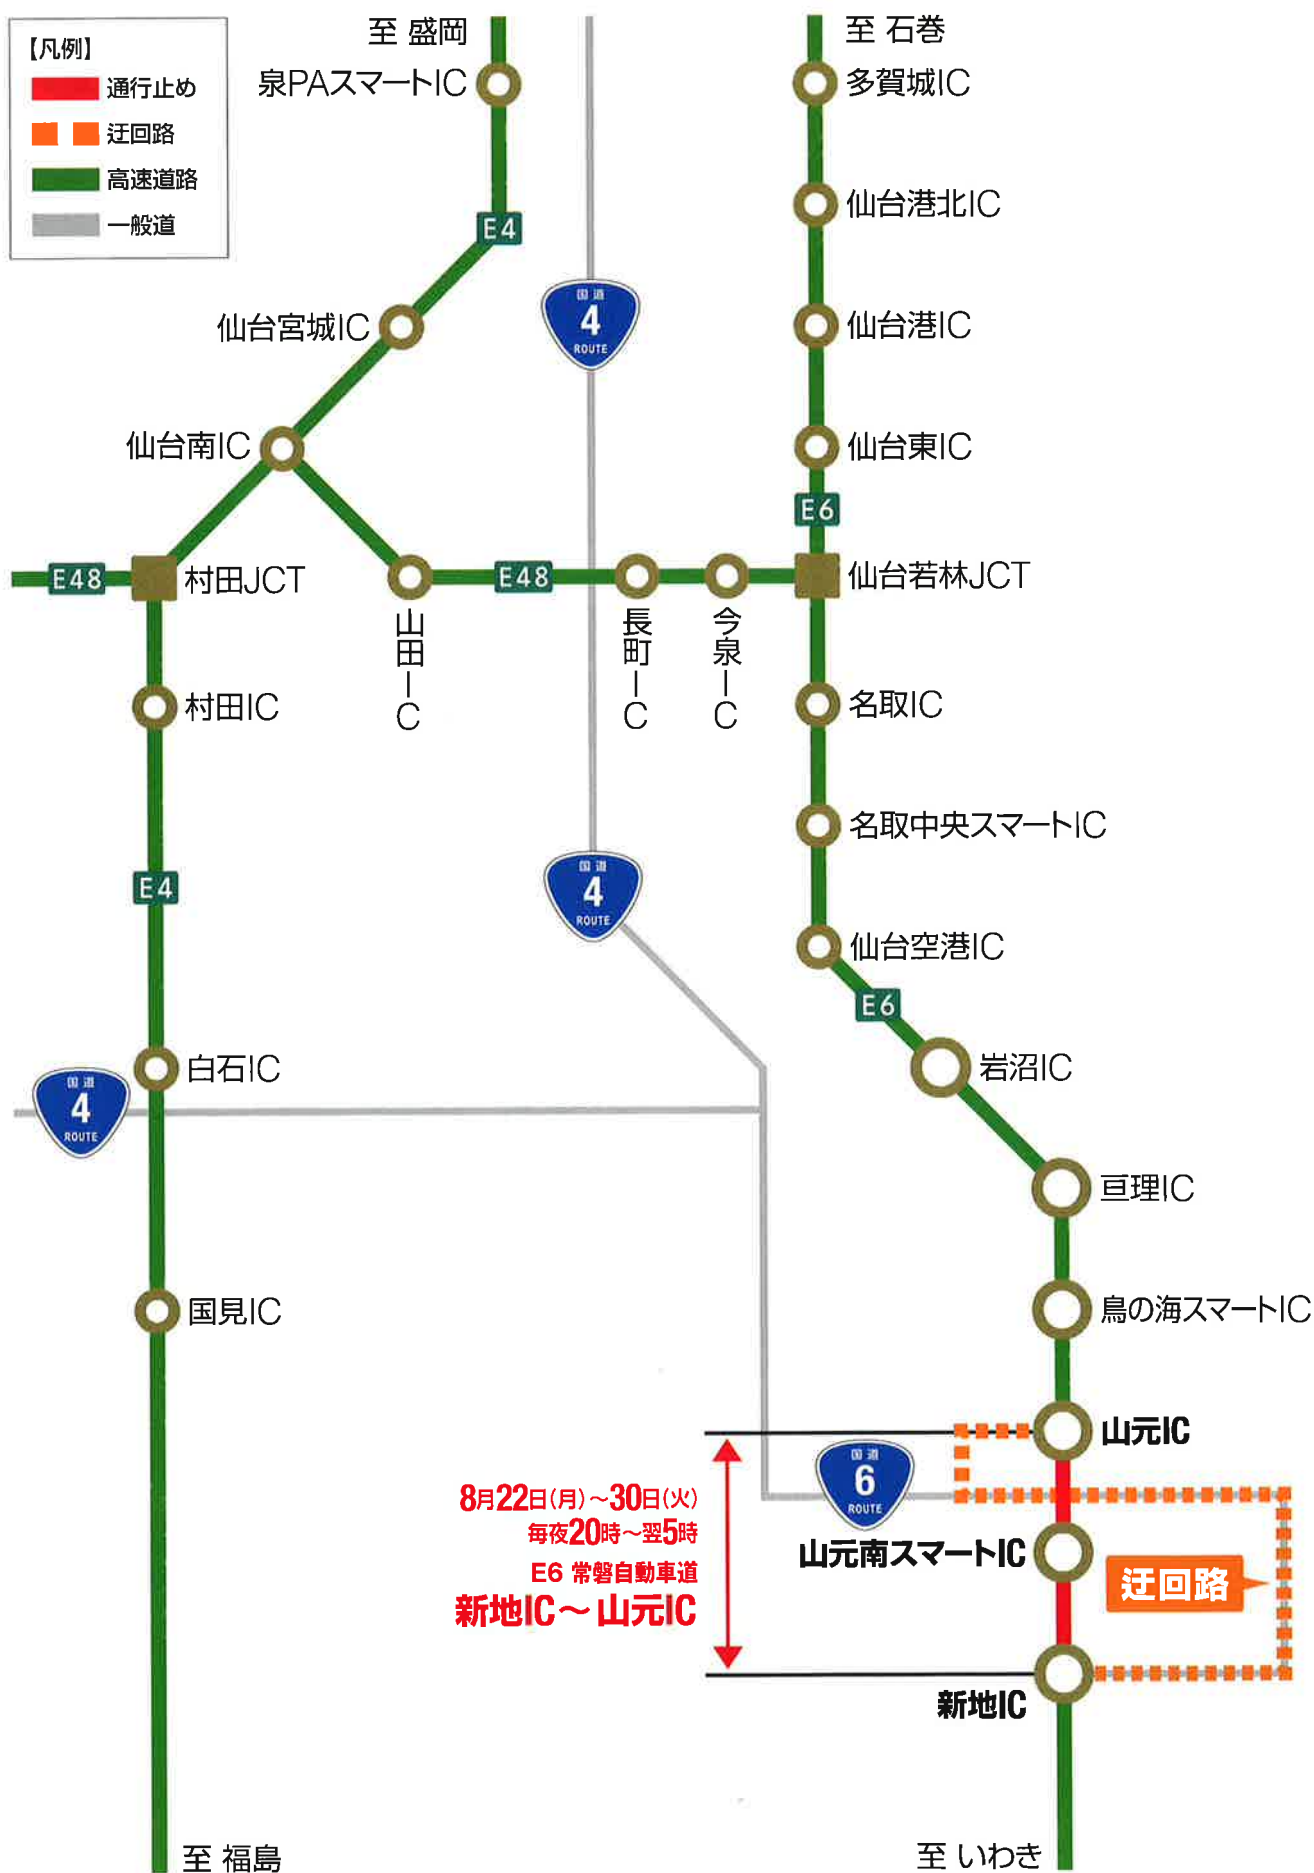 【凡例】
通行止め
迂回路
高速道路
一般道
至 盛岡
泉PAスマートIC
E4
至 石巻
多賀城IC
仙台港北IC
国道
4
ROUTE
仙台宮城IC
仙台港IC
仙台南IC
仙台東IC
E6
E48
村田JCT
E48
仙台若林JCT
山田IC
長町IC
今泉IC
村田IC
名取IC
名取中央スマートIC
E4
国道
4
ROUTE
仙台空港IC
E6
白石IC
岩沼IC
国道
4
ROUTE
亘理IC
国見IC
鳥の海スマートIC
山元IC
国道
6
ROUTE
8月22日(月)～30日(火)
毎夜20時～翌5時
E6 常磐自動車道
新地IC～山元IC
山元南スマートIC
迂回路
新地IC
至 福島
至 いわき